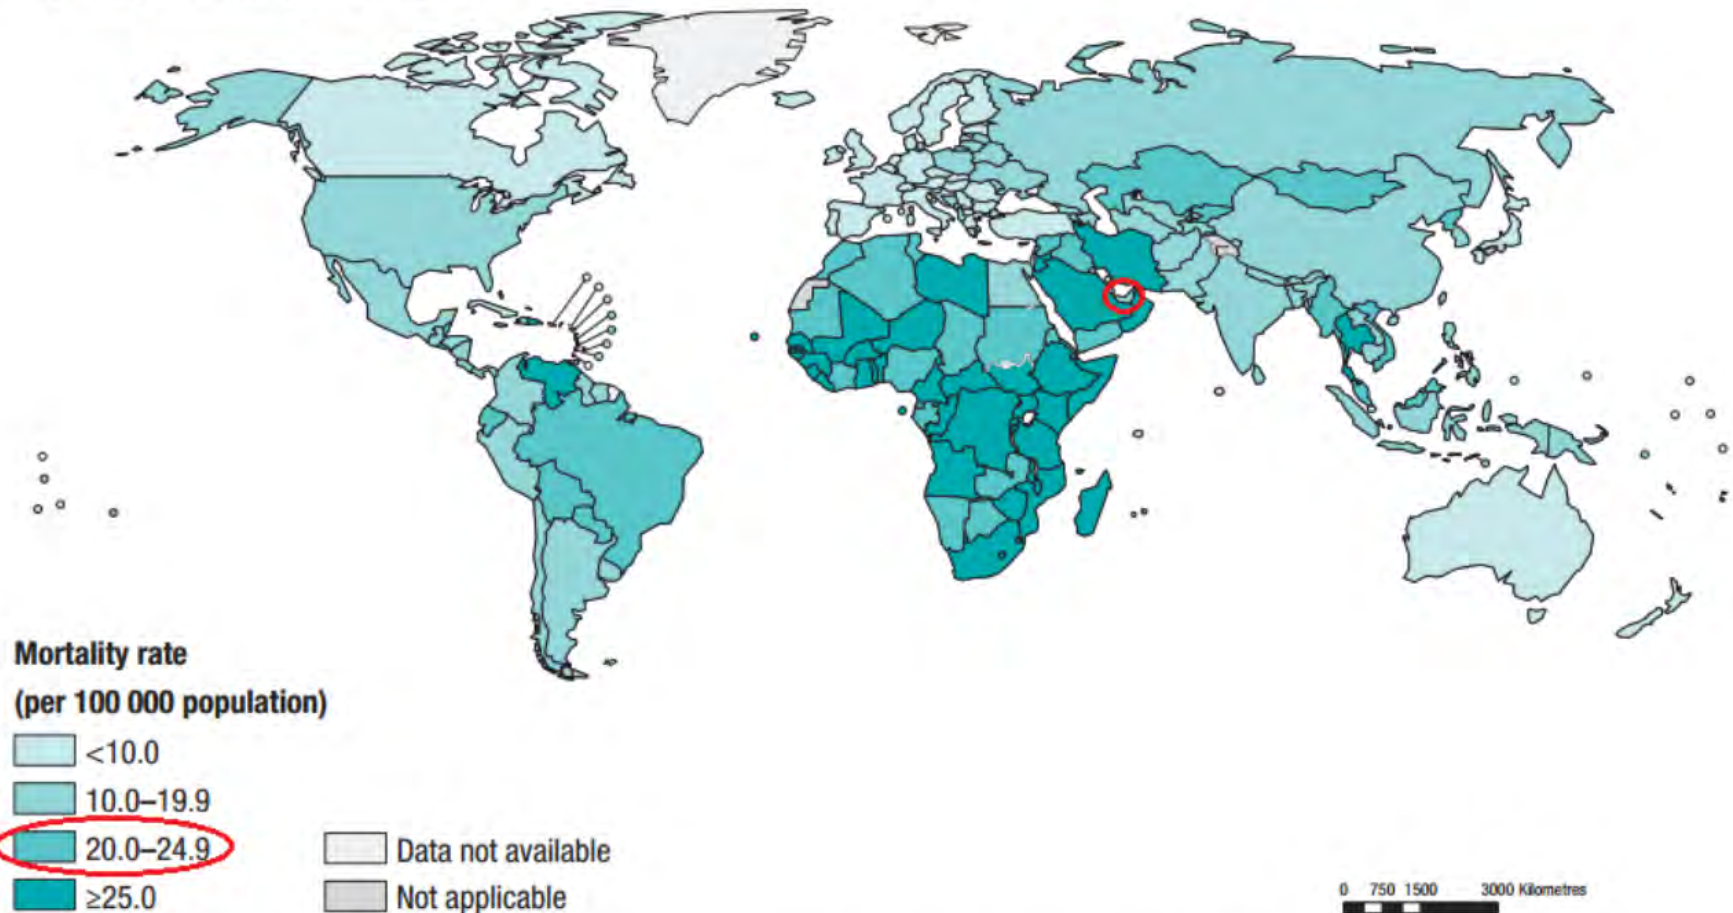 Mortality rate
(per 100 000 population)
<10.0
10.0–19.9
20.0–24.9
≥25.0
Data not available
Not applicable
0 750 1500 3000 Kilometres